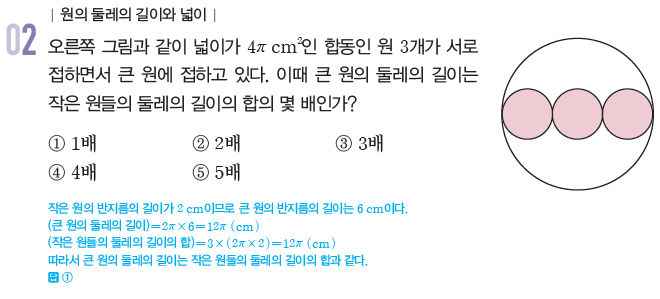 | 원의 둘레의 길이와 넓이 |
02 오른쪽 그림과 같이 넓이가 4π cm²인 합동인 원 3개가 서로
접하면서 큰 원에 접하고 있다. 이때 큰 원의 둘레의 길이는
작은 원들의 둘레의 길이의 합의 몇 배인가?
① 1배 ② 2배 ③ 3배
④ 4배 ⑤ 5배
작은 원의 반지름의 길이가 2 cm이므로 큰 원의 반지름의 길이는 6 cm이다.
(큰 원의 둘레의 길이)=2π×6=12π (cm)
(작은 원들의 둘레의 길이의 합)=3×(2π×2)=12π (cm)
따라서 큰 원의 둘레의 길이는 작은 원들의 둘레의 길이의 합과 같다.
답 ①